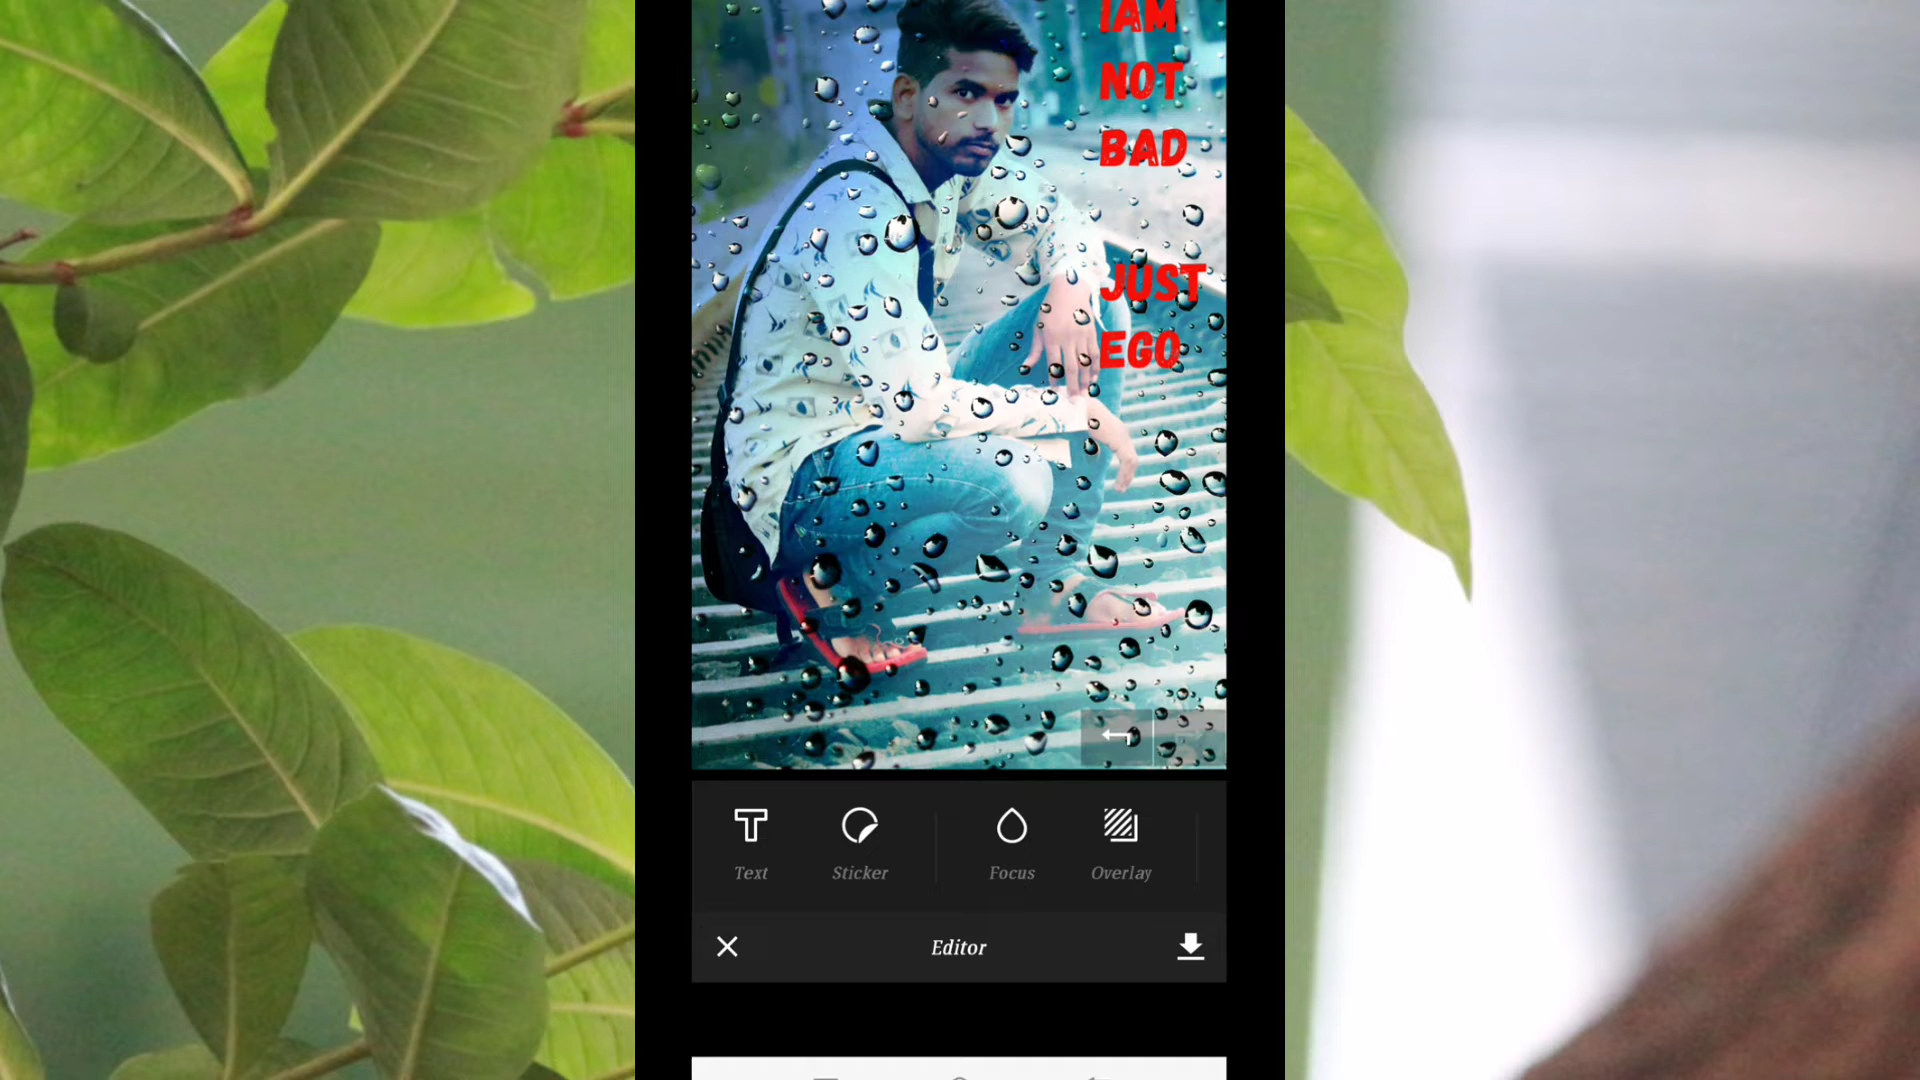 IAM
NOT
BAD
JUST
EGO
Text
Sticker
Focus
Overlay
Editor